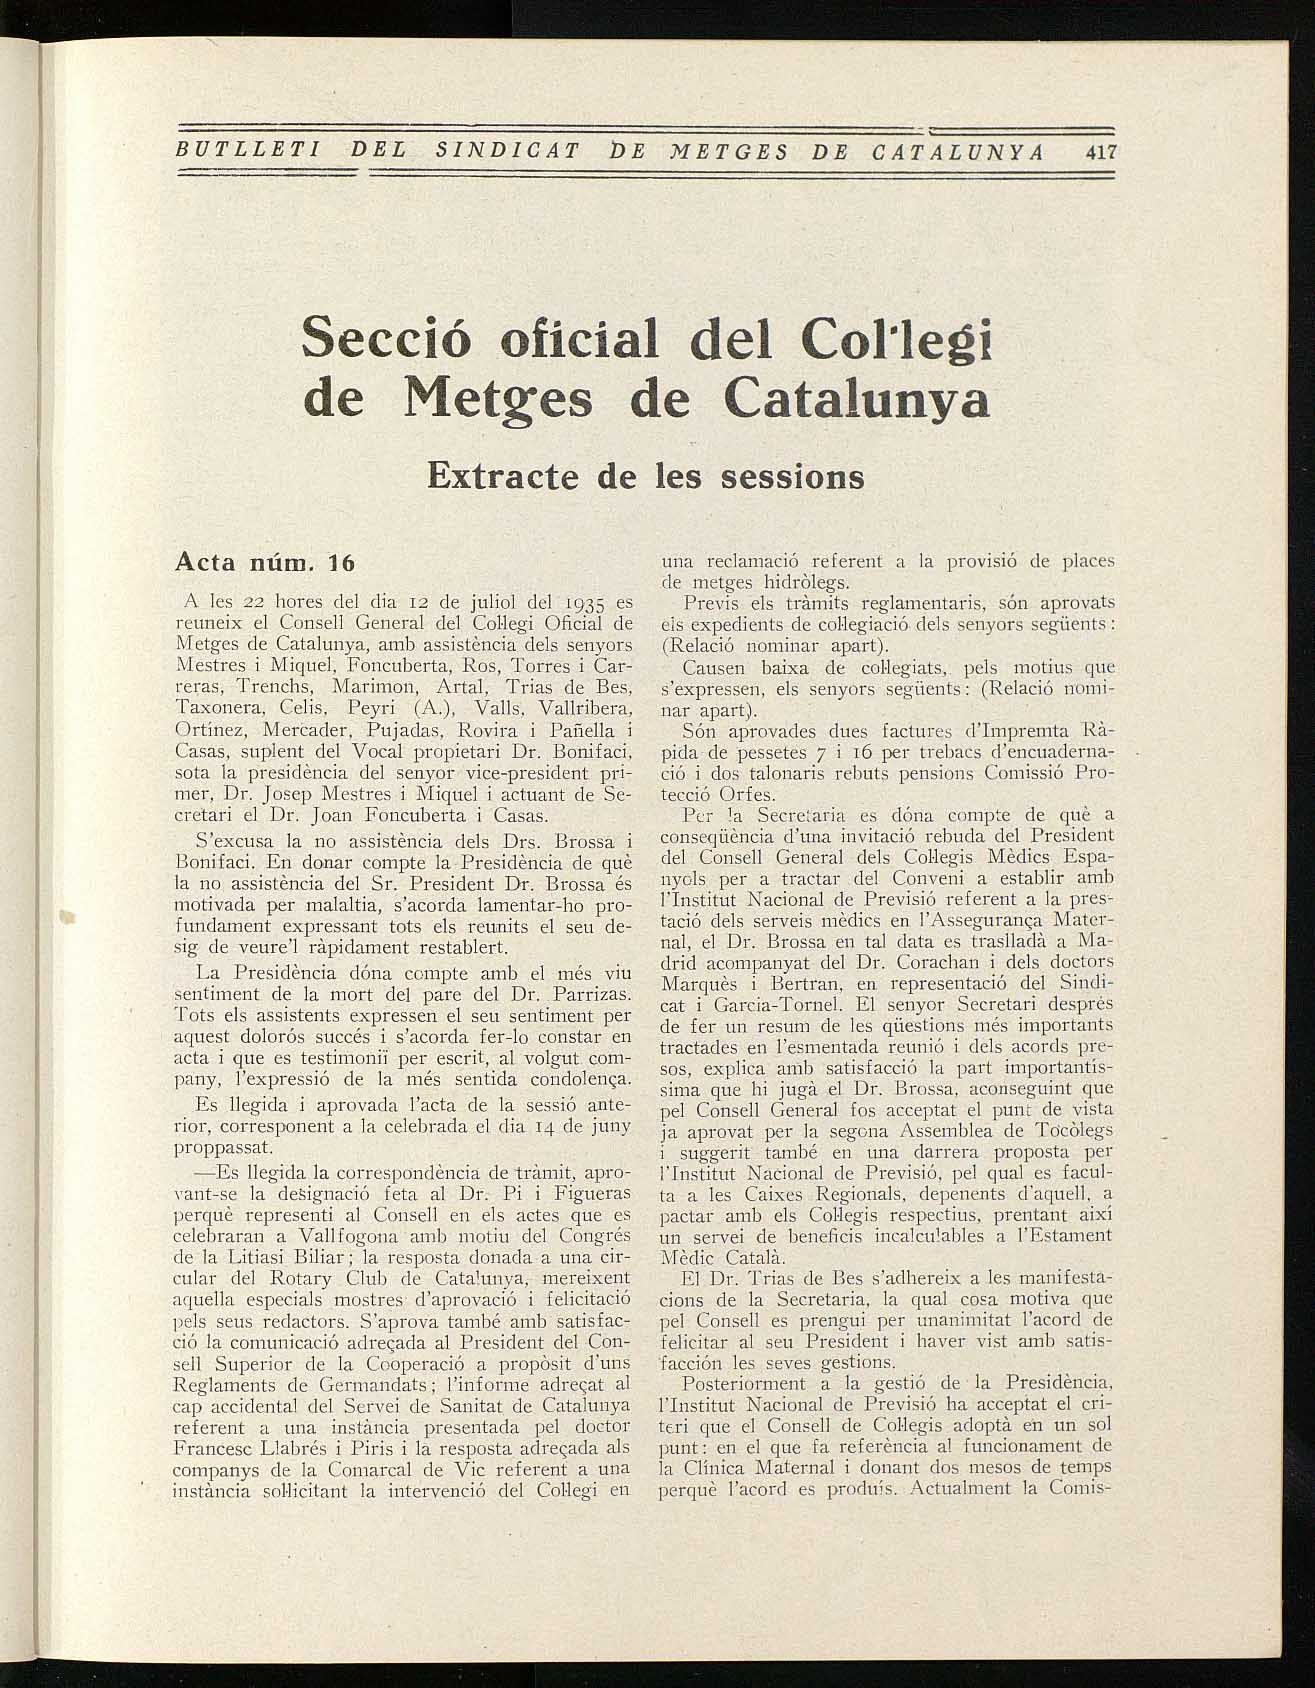 BUTLLETI DEL SINDICAT DE METGES DE CATALUNYA 417
Secció oficial del Col·legi
de Metges de Catalunya
Extracte de les sessions
Acta núm. 16
A les 22 hores del dia 12 de juliol del 1935 es
reuneix el Consell General del Col·legi Oficial de
Metges de Catalunya, amb assistència dels senyors
Mestres i Miquel, Foncuberta, Ros, Torres i Car-
reras, Trenchs, Marimon, Artal, Trias de Bes,
Taxonera, Celis, Peyri (A.), Valls, Vallribera,
Ortínez, Mercader, Pujadas, Rovira i Pañella i
Casas, suplent del Vocal propietari Dr. Bonifaci,
sota la presidència del senyor vice-president pri-
mer, Dr. Josep Mestres i Miquel i actuant de Se-
cretari el Dr. Joan Foncuberta i Casas.
S'excusa la no assistència dels Drs. Brossa i
Bonifaci. En donar compte la Presidència de què
la no assistència del Sr. President Dr. Brossa és
motivada per malaltia, s'acorda lamentar-ho pro-
fundament expressant tots els reunits el seu de-
sig de veure'l ràpidament restablert.
La Presidència dóna compte amb el més viu
sentiment de la mort del pare del Dr. Parrizas.
Tots els assistents expressen el seu sentiment per
aquest dolorós succés i s'acorda fer-lo constar en
acta i que es testimoniï per escrit, al volgut com-
pany, l'expressió de la més sentida condolença.
Es llegida i aprovada l'acta de la sessió ante-
rior, corresponent a la celebrada el dia 14 de juny
proppassat.
—Es llegida la correspondència de tràmit, apro-
vant-se la designació feta al Dr. Pi i Figueras
perquè representi al Consell en els actes que es
celebraran a Vallfogona amb motiu del Congrés
de la Litiasi Biliar; la resposta donada a una cir-
cular del Rotary Club de Catalunya, mereixent
aquella especials mostres d'aprovació i felicitació
pels seus redactors. S'aprova també amb satisfac-
ció la comunicació adreçada al President del Con-
sell Superior de la Cooperació a propòsit d'uns
Reglaments de Germandats; l'informe adreçat al
cap accidental del Servei de Sanitat de Catalunya
referent a una instància presentada pel doctor
Francesc Llabrés i Piris i la resposta adreçada als
companys de la Comarcal de Vic referent a una
instància sol·licitant la intervenció del Col·legi en
una reclamació referent a la provisió de places
de metges hidròlegs.
Previs els tràmits reglamentaris, són aprovats
els expedients de col·legiació dels senyors següents:
(Relació nominar apart).
Causen baixa de col·legiats, pels motius que
s'expressen, els senyors següents: (Relació nomi-
nar apart).
Són aprovades dues factures d'Impremta Rà-
pida de pessetes 7 i 16 per trebacs d'encuaderna-
ció i dos talonaris rebuts pensions Comissió Pro-
tecció Orfes.
Per la Secretaria es dóna compte de què a
conseqüència d'una invitació rebuda del President
del Consell General dels Col·legis Mèdics Espa-
nyols per a tractar del Conveni a establir amb
l'Institut Nacional de Previsió referent a la pres-
tació dels serveis mèdics en l'Assegurança Mater-
nal, el Dr. Brossa en tal data es traslladà a Ma-
drid acompanyat del Dr. Corachan i dels doctors
Marquès i Bertran, en representació del Sindi-
cat i Garcia-Tornel. El senyor Secretari després
de fer un resum de les qüestions més importants
tractades en l'esmentada reunió i dels acords pre-
sos, explica amb satisfacció la part importantís-
sima que hi jugà el Dr. Brossa, aconseguint que
pel Consell General fos acceptat el punt de vista
ja aprovat per la segona Assemblea de Tocòlegs
i suggerit també en una darrera proposta per
l'Institut Nacional de Previsió, pel qual es facul-
ta a les Caixes Regionals, depenents d'aquell, a
pactar amb els Col·legis respectius, prentant així
un servei de beneficis incalculables a l'Estament
Mèdic Català.
El Dr. Trias de Bes s'adhereix a les manifesta-
cions de la Secretaria, la qual cosa motiva que
pel Consell es prengui per unanimitat l'acord de
felicitar al seu President i haver vist amb satis-
facción les seves gestions.
Posteriorment a la gestió de la Presidència,
l'Institut Nacional de Previsió ha acceptat el cri-
teri que el Consell de Col·legis adoptà en un sol
punt: en el que fa referència al funcionament de
la Clínica Maternal i donant dos mesos de temps
perquè l'acord es produís. Actualment la Comis-